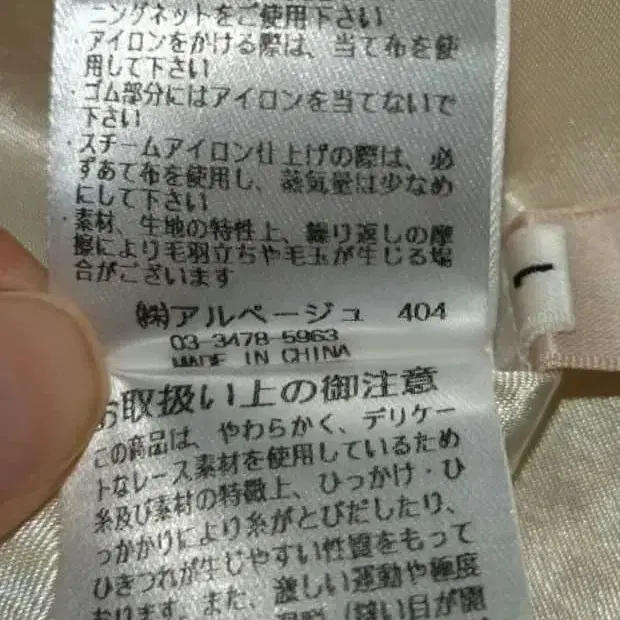 ニングネットをご使用下さい
・アイロンをかける際は、当て布を使
用して下さい
・ゴム部分にはアイロンを当てないで
下さい
・スチームアイロン仕上げの際は、必
ずあて布を使用し、蒸気量は少なめ
にして下さい
・素材、生地の特性上、繰り返しの摩
擦により毛羽立ちや毛玉が生じる場
合がございます
㈱アルページュ 404
03-3478-5963
MADE IN CHINA
お取扱い上の御注意
この商品は、やわらかく、デリケー
トなレース素材を使用しているため
糸及び素材の特徴上、ひっかけ・ひ
っかかりにより糸がとびだしたり、
ひきつれが生じやすい性質をもって
おります。また、激しい運動や極度
(縫い目が開